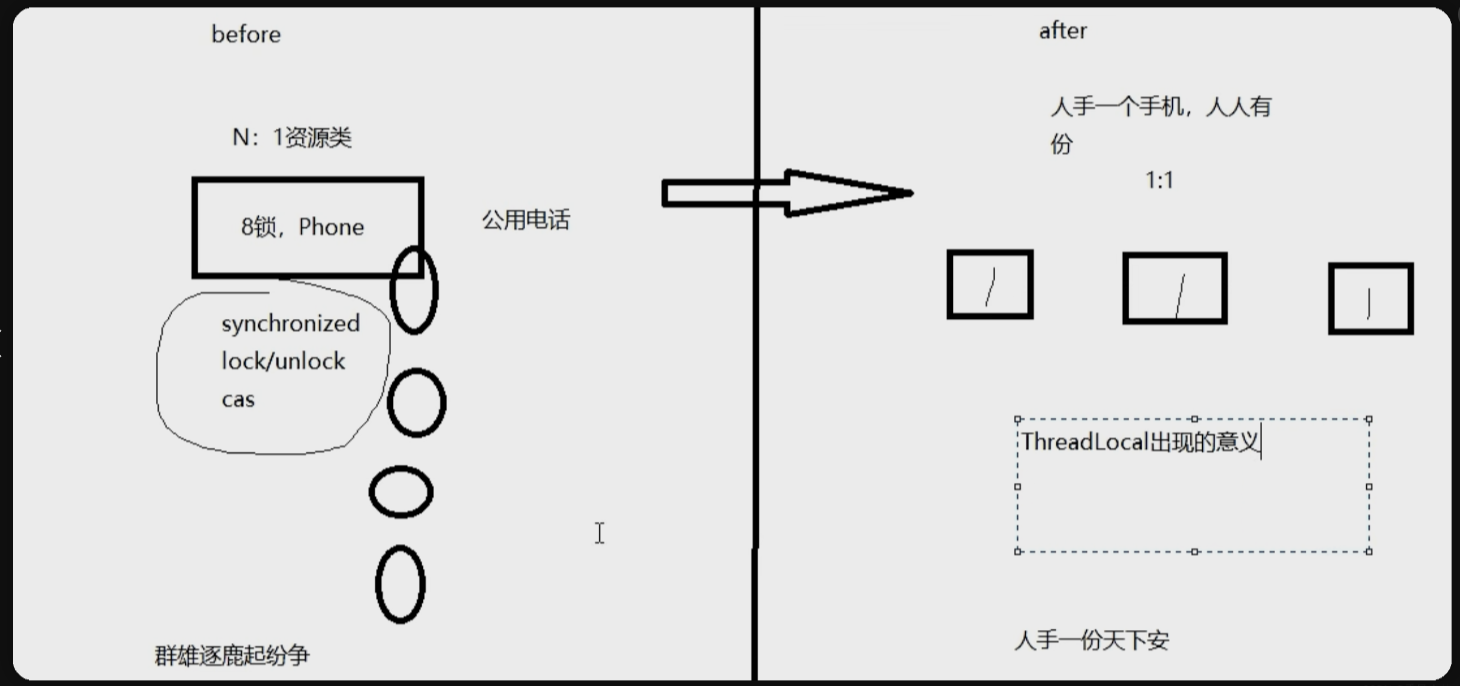 before
N：1资源类
8锁，Phone
公用电话
synchronized
lock/unlock
cas
群雄逐鹿起纷争
after
人手一个手机，人人有
份
1:1
ThreadLocal出现的意义
人手一份天下安